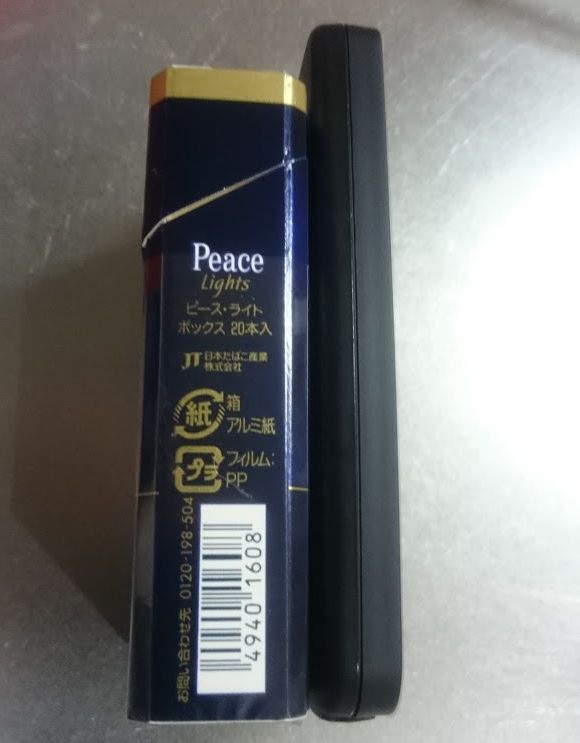 Peace
Lights
ピース・ライト
ボックス 20本入
JT 日本たばこ産業
株式会社
紙 箱
アルミ紙
プラ フィルム:
PP
お問い合わせ先 0120-198-504
4940 1608